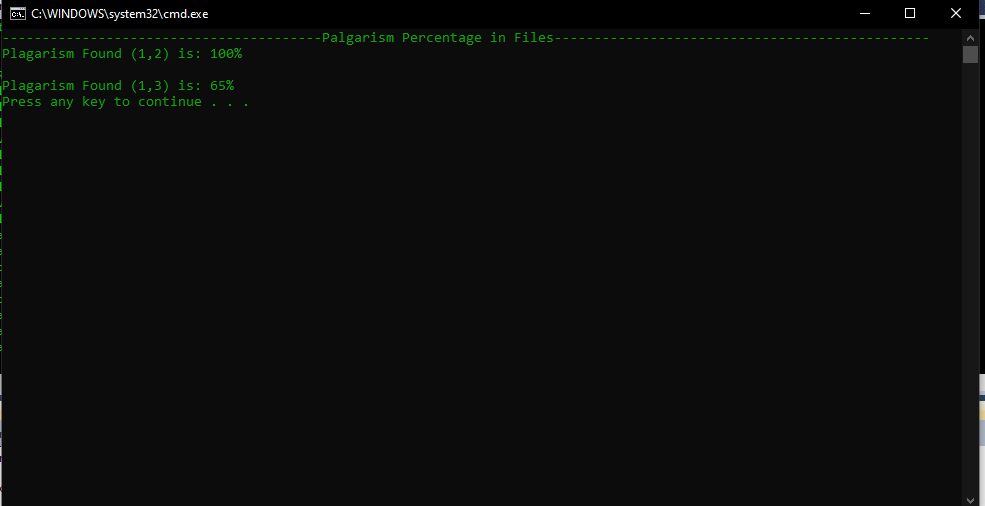 C:\WINDOWS\system32\cmd.exe
----------------------------------------Palgarism Percentage in Files-----------------------------------------------
Plagarism Found (1,2) is: 100%
Plagarism Found (1,3) is: 65%
Press any key to continue . . .